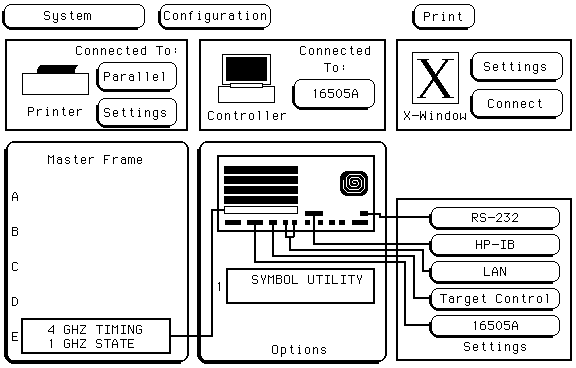 System
Configuration
Print
Connected To:
Parallel
Printer
Settings
Connected
To:
16505A
Controller
X
X-Window
Settings
Connect
Master Frame
A
B
C
D
E
4 GHZ TIMING
1 GHZ STATE
1
SYMBOL UTILITY
Options
RS-232
HP-IB
LAN
Target Control
16505A
Settings